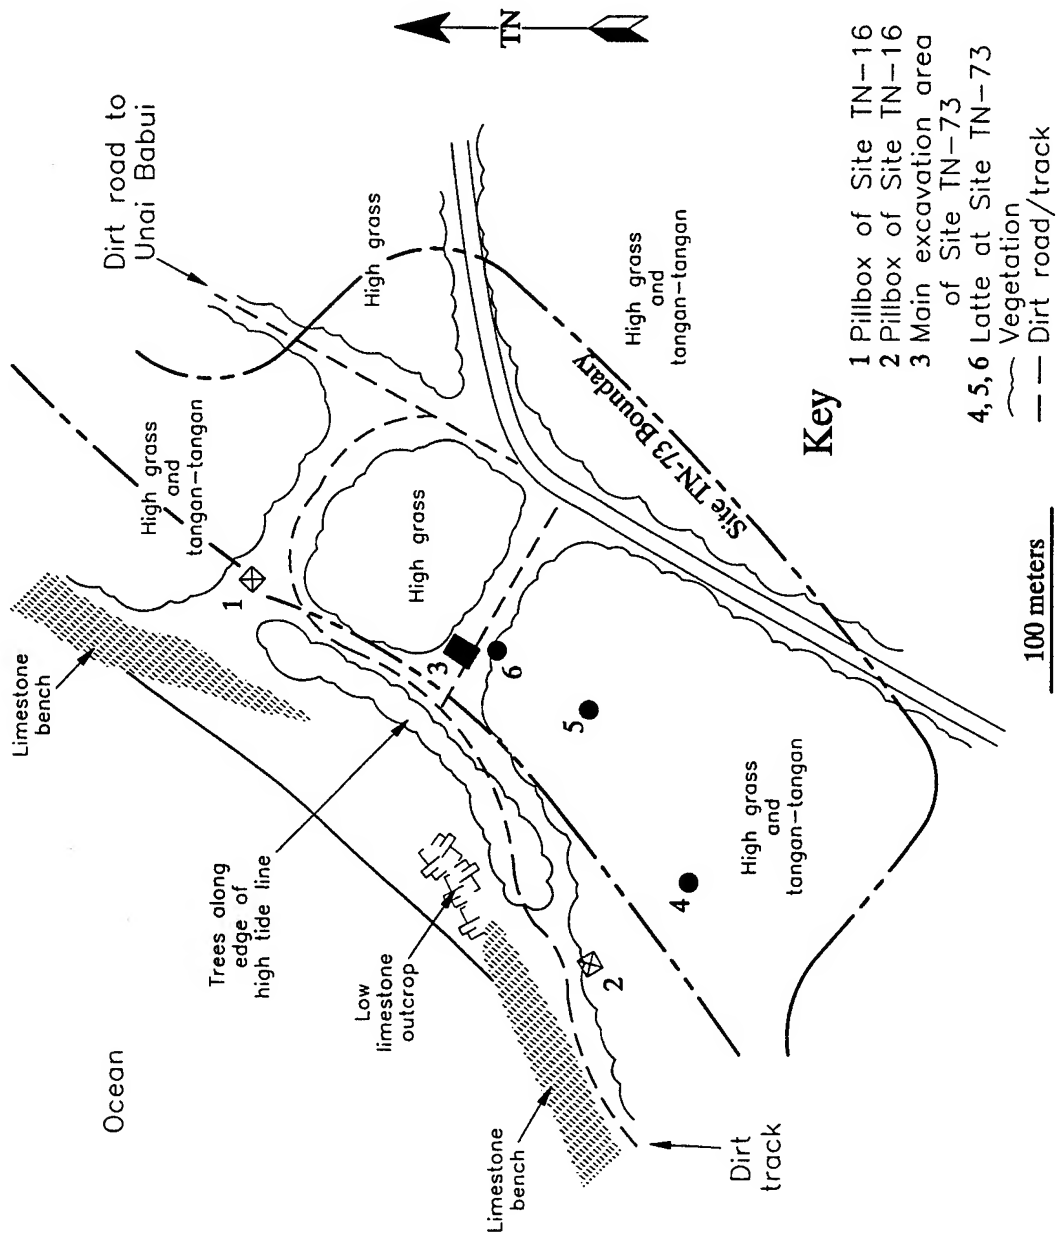 TN
Dirt road to
Unai Babui
High grass
and
tangan-tangan
High grass
High grass
High grass
and
tangan-tangan
Site TN-73 Boundary
Limestone
bench
1
Trees along
edge of
high tide line
3
6
5
4
2
High grass
and
tangan-tangan
Low
limestone
outcrop
Ocean
Limestone
bench
Dirt
track
Key
1 Pillbox of Site TN-16
2 Pillbox of Site TN-16
3 Main excavation area
of Site TN-73
4,5,6 Latte at Site TN-73
Vegetation
Dirt road/track
100 meters